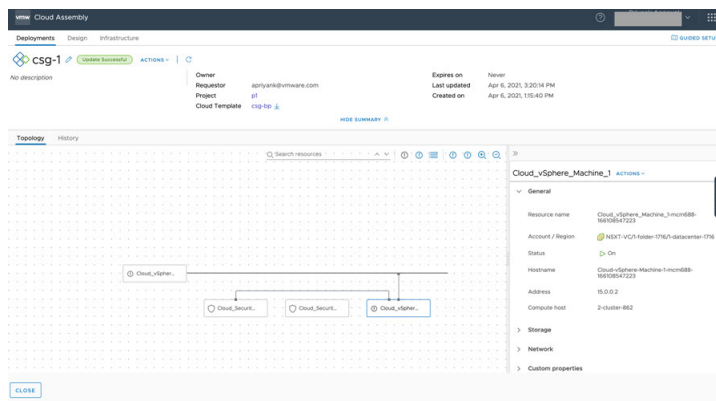 vmw Cloud Assembly
Deployments Design Infrastructure GUIDED SETU
csg-1 Update Successful ACTIONS
No description
Owner
Requestor apriyank@vmware.com
Project p1
Cloud Template csg-bp
Expires on Never
Last updated Apr 6, 2021, 3:20:14 PM
Created on Apr 6, 2021, 1:15:40 PM
HIDE SUMMARY
Topology History
Search resources
Cloud_vSpher...
Cloud_Securit... Cloud_Securit... Cloud_vSpher...
Cloud_vSphere_Machine_1 ACTIONS
General
Resource name Cloud_vSphere_Machine_1-mcm688-
166108547223
Account / Region NSXT-VC/1-folder-1716/1-datacenter-1716
Status On
Hostname Cloud-vSphere-Machine-1-mcm688-
166108547223
Address 15.0.0.2
Compute host 2-cluster-862
Storage
Network
Custom properties
CLOSE